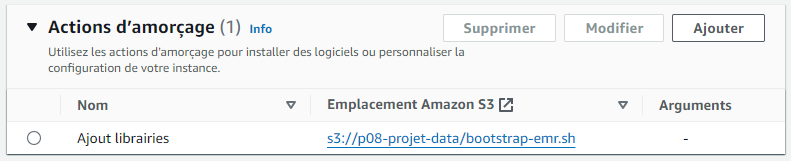 Actions d'amorçage (1) Info
Supprimer Modifier Ajouter
Utilisez les actions d'amorçage pour installer des logiciels ou personnaliser la
configuration de votre instance.
Nom Emplacement Amazon S3 Arguments
Ajout librairies s3://p08-projet-data/bootstrap-emr.sh -